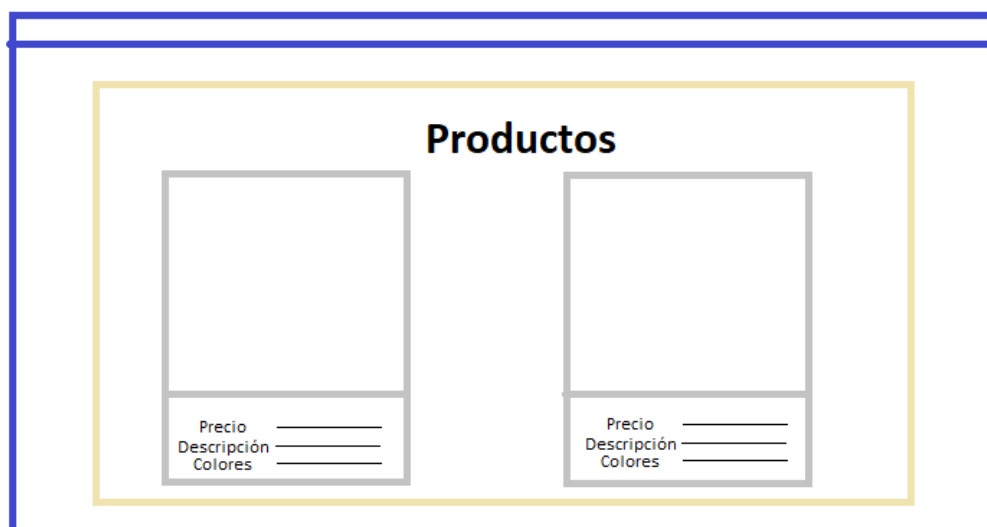 Productos
Precio
Descripción
Colores
Precio
Descripción
Colores